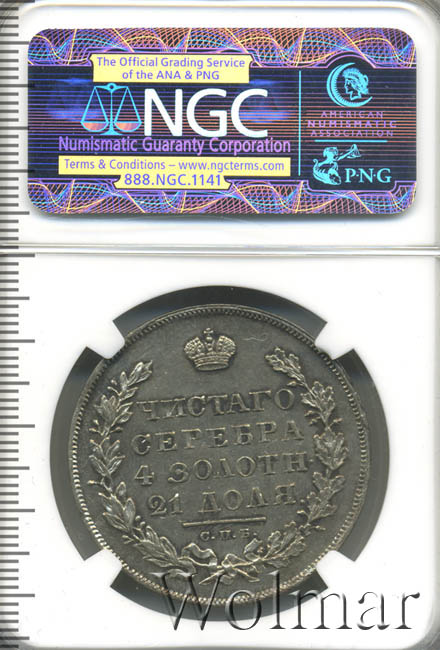 The Official Grading Service
of the ANA & PNG
NGC
Numismatic Guaranty Corporation
Terms & Conditions – www.ngcterms.com
888.NGC.1141
AMERICAN
NUMISMATIC
ASSOCIATION
P·N·G
ЧИСТАГО
СЕРЕБРА
4 ЗОЛОТН
21 ДОЛЯ.
С.П.Б.
Wolmar